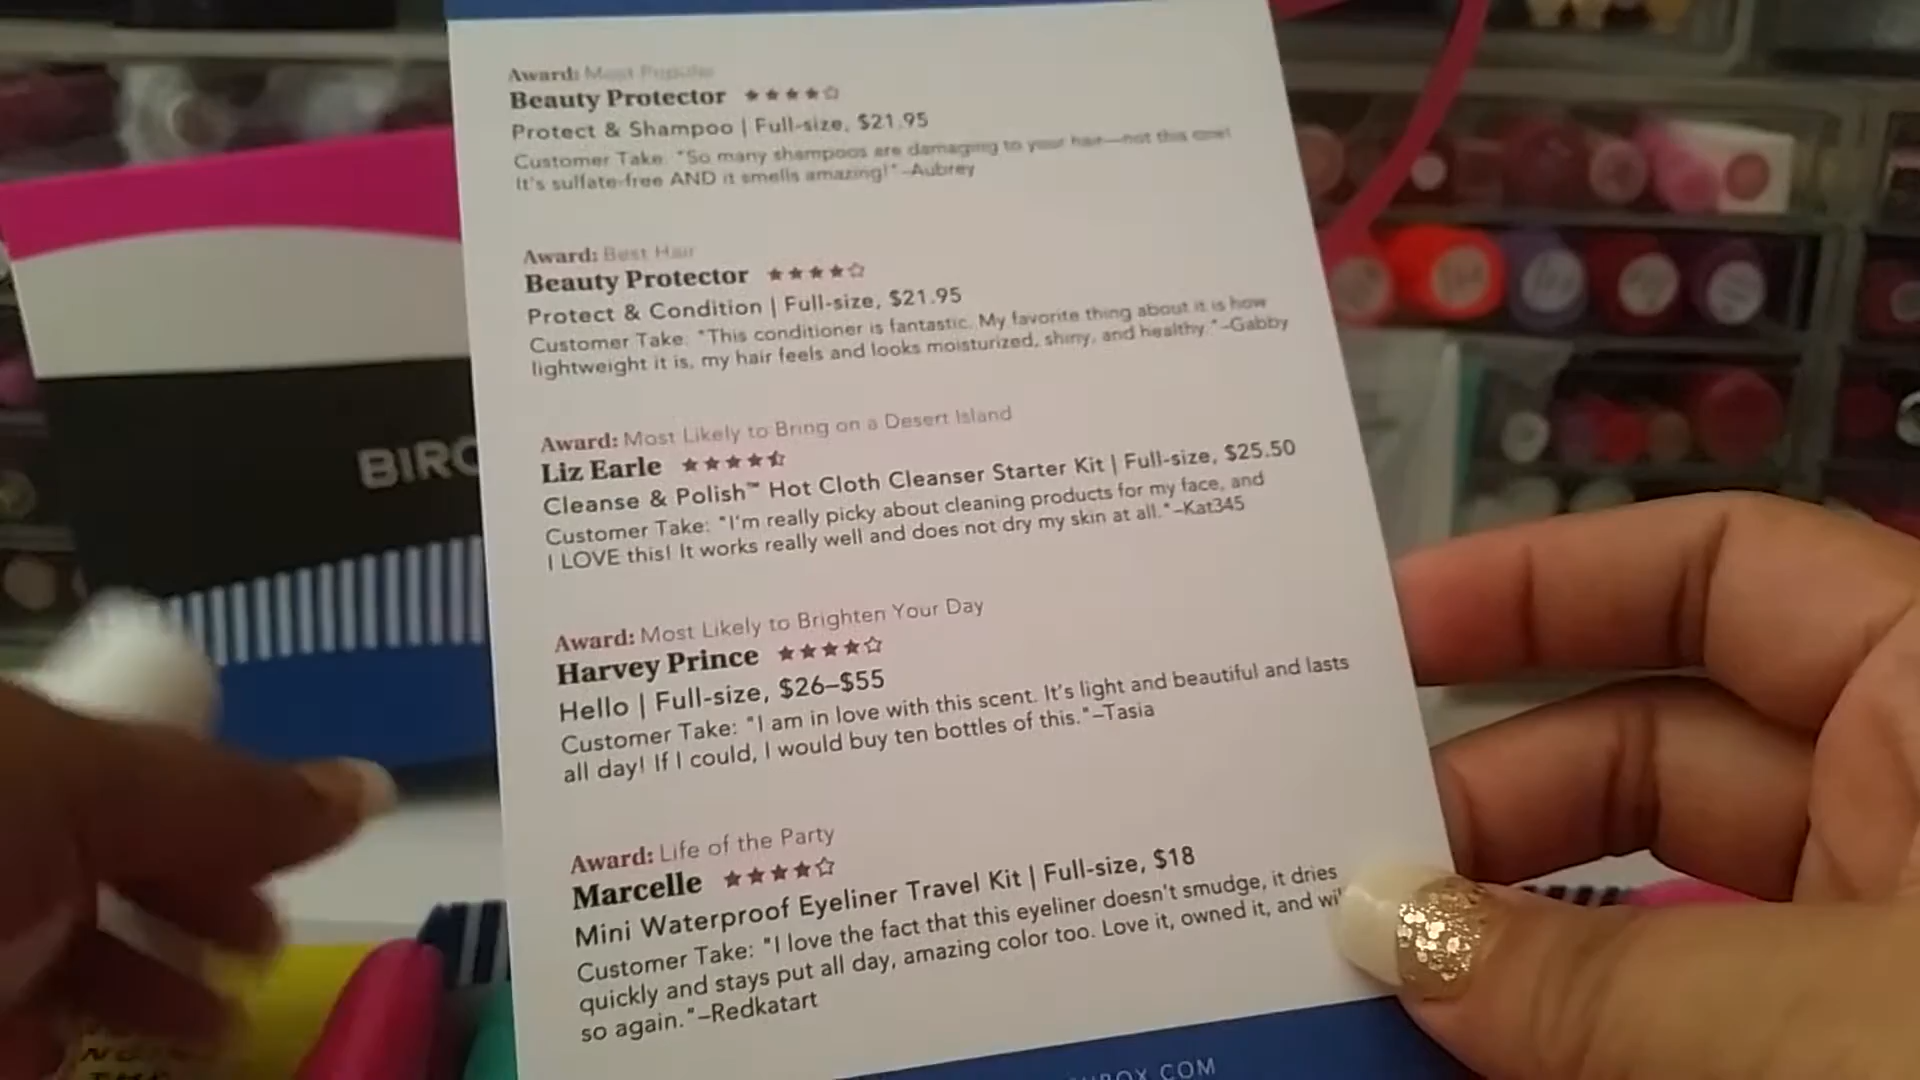 Award: Most Popular
Beauty Protector ★★★★☆
Protect & Shampoo | Full-size, $21.95
Customer Take: "So many shampoos are damaging to your hair—not this one!
It's sulfate-free AND it smells amazing!"–Aubrey
Award: Best Hair
Beauty Protector ★★★★☆
Protect & Condition | Full-size, $21.95
Customer Take: "This conditioner is fantastic. My favorite thing about it is how
lightweight it is, my hair feels and looks moisturized, shiny, and healthy."–Gabby
Award: Most Likely to Bring on a Desert Island
Liz Earle ★★★★⯪
Cleanse & Polish™ Hot Cloth Cleanser Starter Kit | Full-size, $25.50
Customer Take: "I'm really picky about cleaning products for my face, and
I LOVE this! It works really well and does not dry my skin at all."–Kat345
Award: Most Likely to Brighten Your Day
Harvey Prince ★★★★☆
Hello | Full-size, $26–$55
Customer Take: "I am in love with this scent. It's light and beautiful and lasts
all day! If I could, I would buy ten bottles of this."–Tasia
Award: Life of the Party
Marcelle ★★★★☆
Mini Waterproof Eyeliner Travel Kit | Full-size, $18
Customer Take: "I love the fact that this eyeliner doesn't smudge, it dries
quickly and stays put all day, amazing color too. Love it, owned it, and wil
so again."–Redkatart
BIRC
BOX.COM